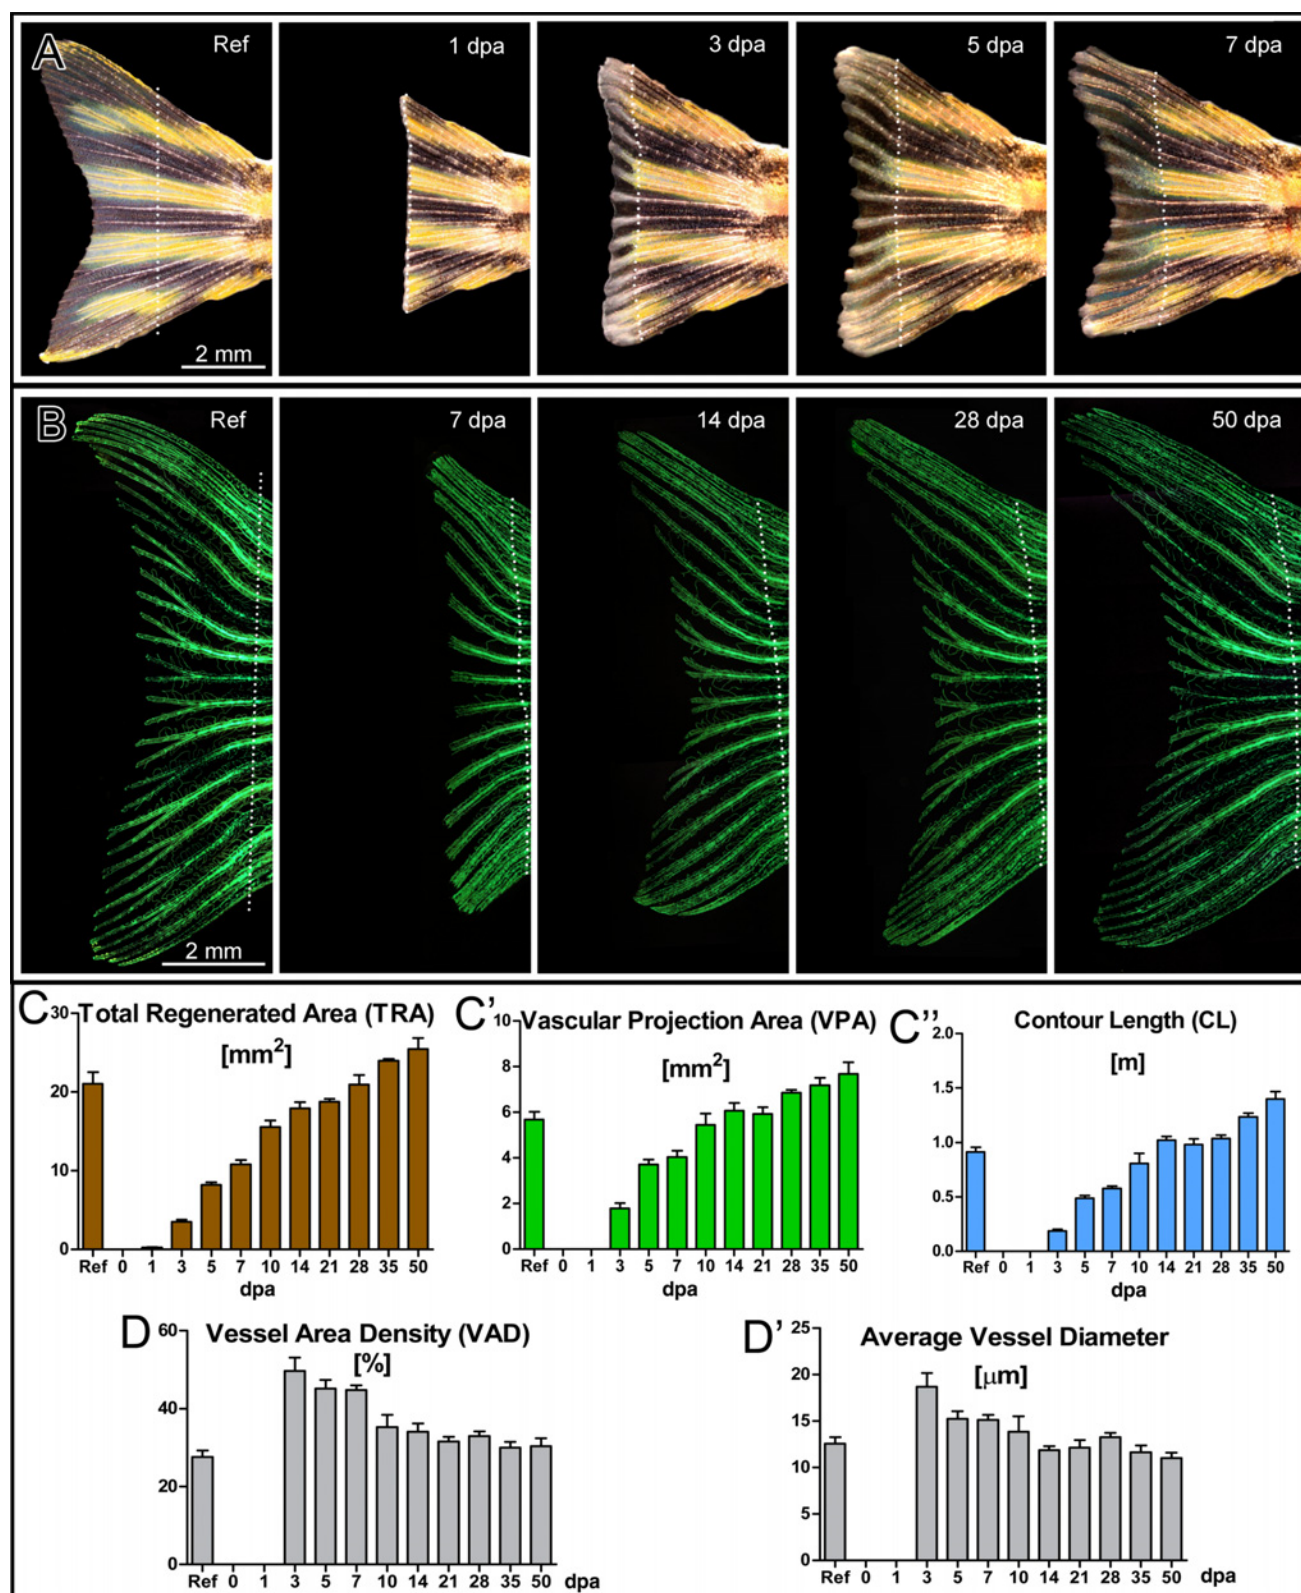 A
Ref
1 dpa
3 dpa
5 dpa
7 dpa
2 mm
B
Ref
7 dpa
14 dpa
28 dpa
50 dpa
2 mm
C
Total Regenerated Area (TRA)
[mm²]
30
20
10
0
Ref 0 1 3 5 7 10 14 21 28 35 50
dpa
C'
Vascular Projection Area (VPA)
[mm²]
10
8
6
4
2
0
Ref 0 1 3 5 7 10 14 21 28 35 50
dpa
C''
Contour Length (CL)
[m]
2.0
1.5
1.0
0.5
0.0
Ref 0 1 3 5 7 10 14 21 28 35 50
dpa
D
Vessel Area Density (VAD)
[%]
60
40
20
0
Ref 0 1 3 5 7 10 14 21 28 35 50 dpa
D'
Average Vessel Diameter
[μm]
25
20
15
10
5
0
Ref 0 1 3 5 7 10 14 21 28 35 50 dpa